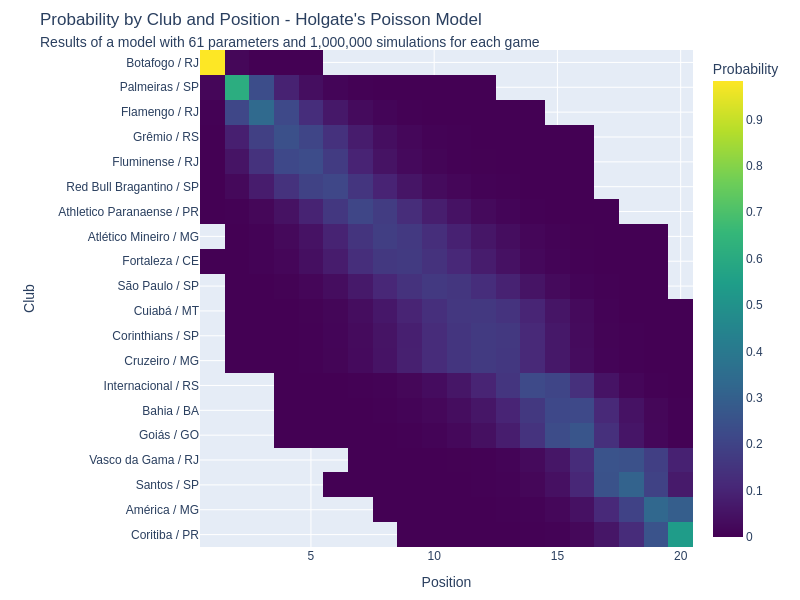 Probability by Club and Position - Holgate's Poisson Model
Results of a model with 61 parameters and 1,000,000 simulations for each game
Probability
Club
Botafogo / RJ
Palmeiras / SP
Flamengo / RJ
Grêmio / RS
Fluminense / RJ
Red Bull Bragantino / SP
Athletico Paranaense / PR
Atlético Mineiro / MG
Fortaleza / CE
São Paulo / SP
Cuiabá / MT
Corinthians / SP
Cruzeiro / MG
Internacional / RS
Bahia / BA
Goiás / GO
Vasco da Gama / RJ
Santos / SP
América / MG
Coritiba / PR
0.9
0.8
0.7
0.6
0.5
0.4
0.3
0.2
0.1
0
5
10
15
20
Position